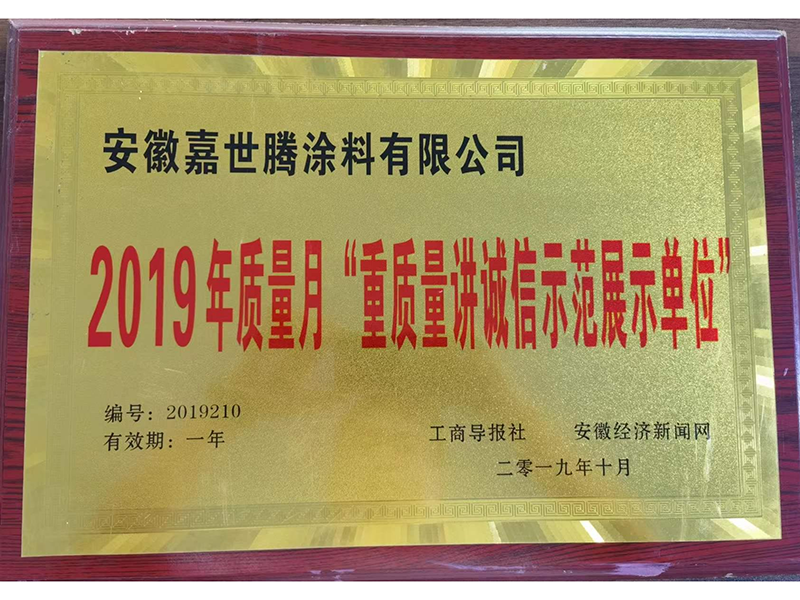 安徽嘉世腾涂料有限公司
2019年质量月“重质量讲诚信示范展示单位”
编号：2019210
有效期：一年
工商导报社 安徽经济新闻网
二零一九年十月